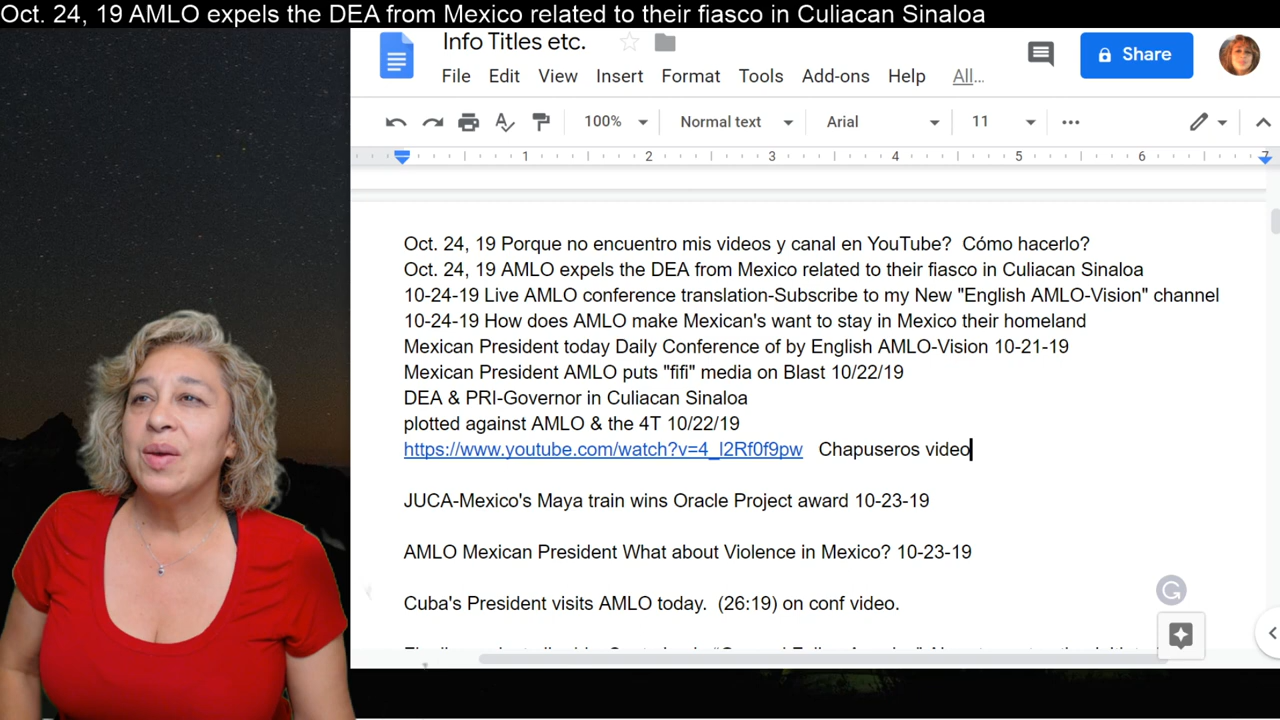 Oct. 24, 19 AMLO expels the DEA from Mexico related to their fiasco in Culiacan Sinaloa
Info Titles etc.
Share
File Edit View Insert Format Tools Add-ons Help All...
100% Normal text Arial 11
1 2 3 4 5 6 7
Oct. 24, 19 Porque no encuentro mis videos y canal en YouTube? Cómo hacerlo?
Oct. 24, 19 AMLO expels the DEA from Mexico related to their fiasco in Culiacan Sinaloa
10-24-19 Live AMLO conference translation-Subscribe to my New "English AMLO-Vision" channel
10-24-19 How does AMLO make Mexican's want to stay in Mexico their homeland
Mexican President today Daily Conference of by English AMLO-Vision 10-21-19
Mexican President AMLO puts "fifi" media on Blast 10/22/19
DEA & PRI-Governor in Culiacan Sinaloa
plotted against AMLO & the 4T 10/22/19
https://www.youtube.com/watch?v=4_l2Rf0f9pw Chapuseros video
JUCA-Mexico's Maya train wins Oracle Project award 10-23-19
AMLO Mexican President What about Violence in Mexico? 10-23-19
Cuba's President visits AMLO today. (26:19) on conf video.